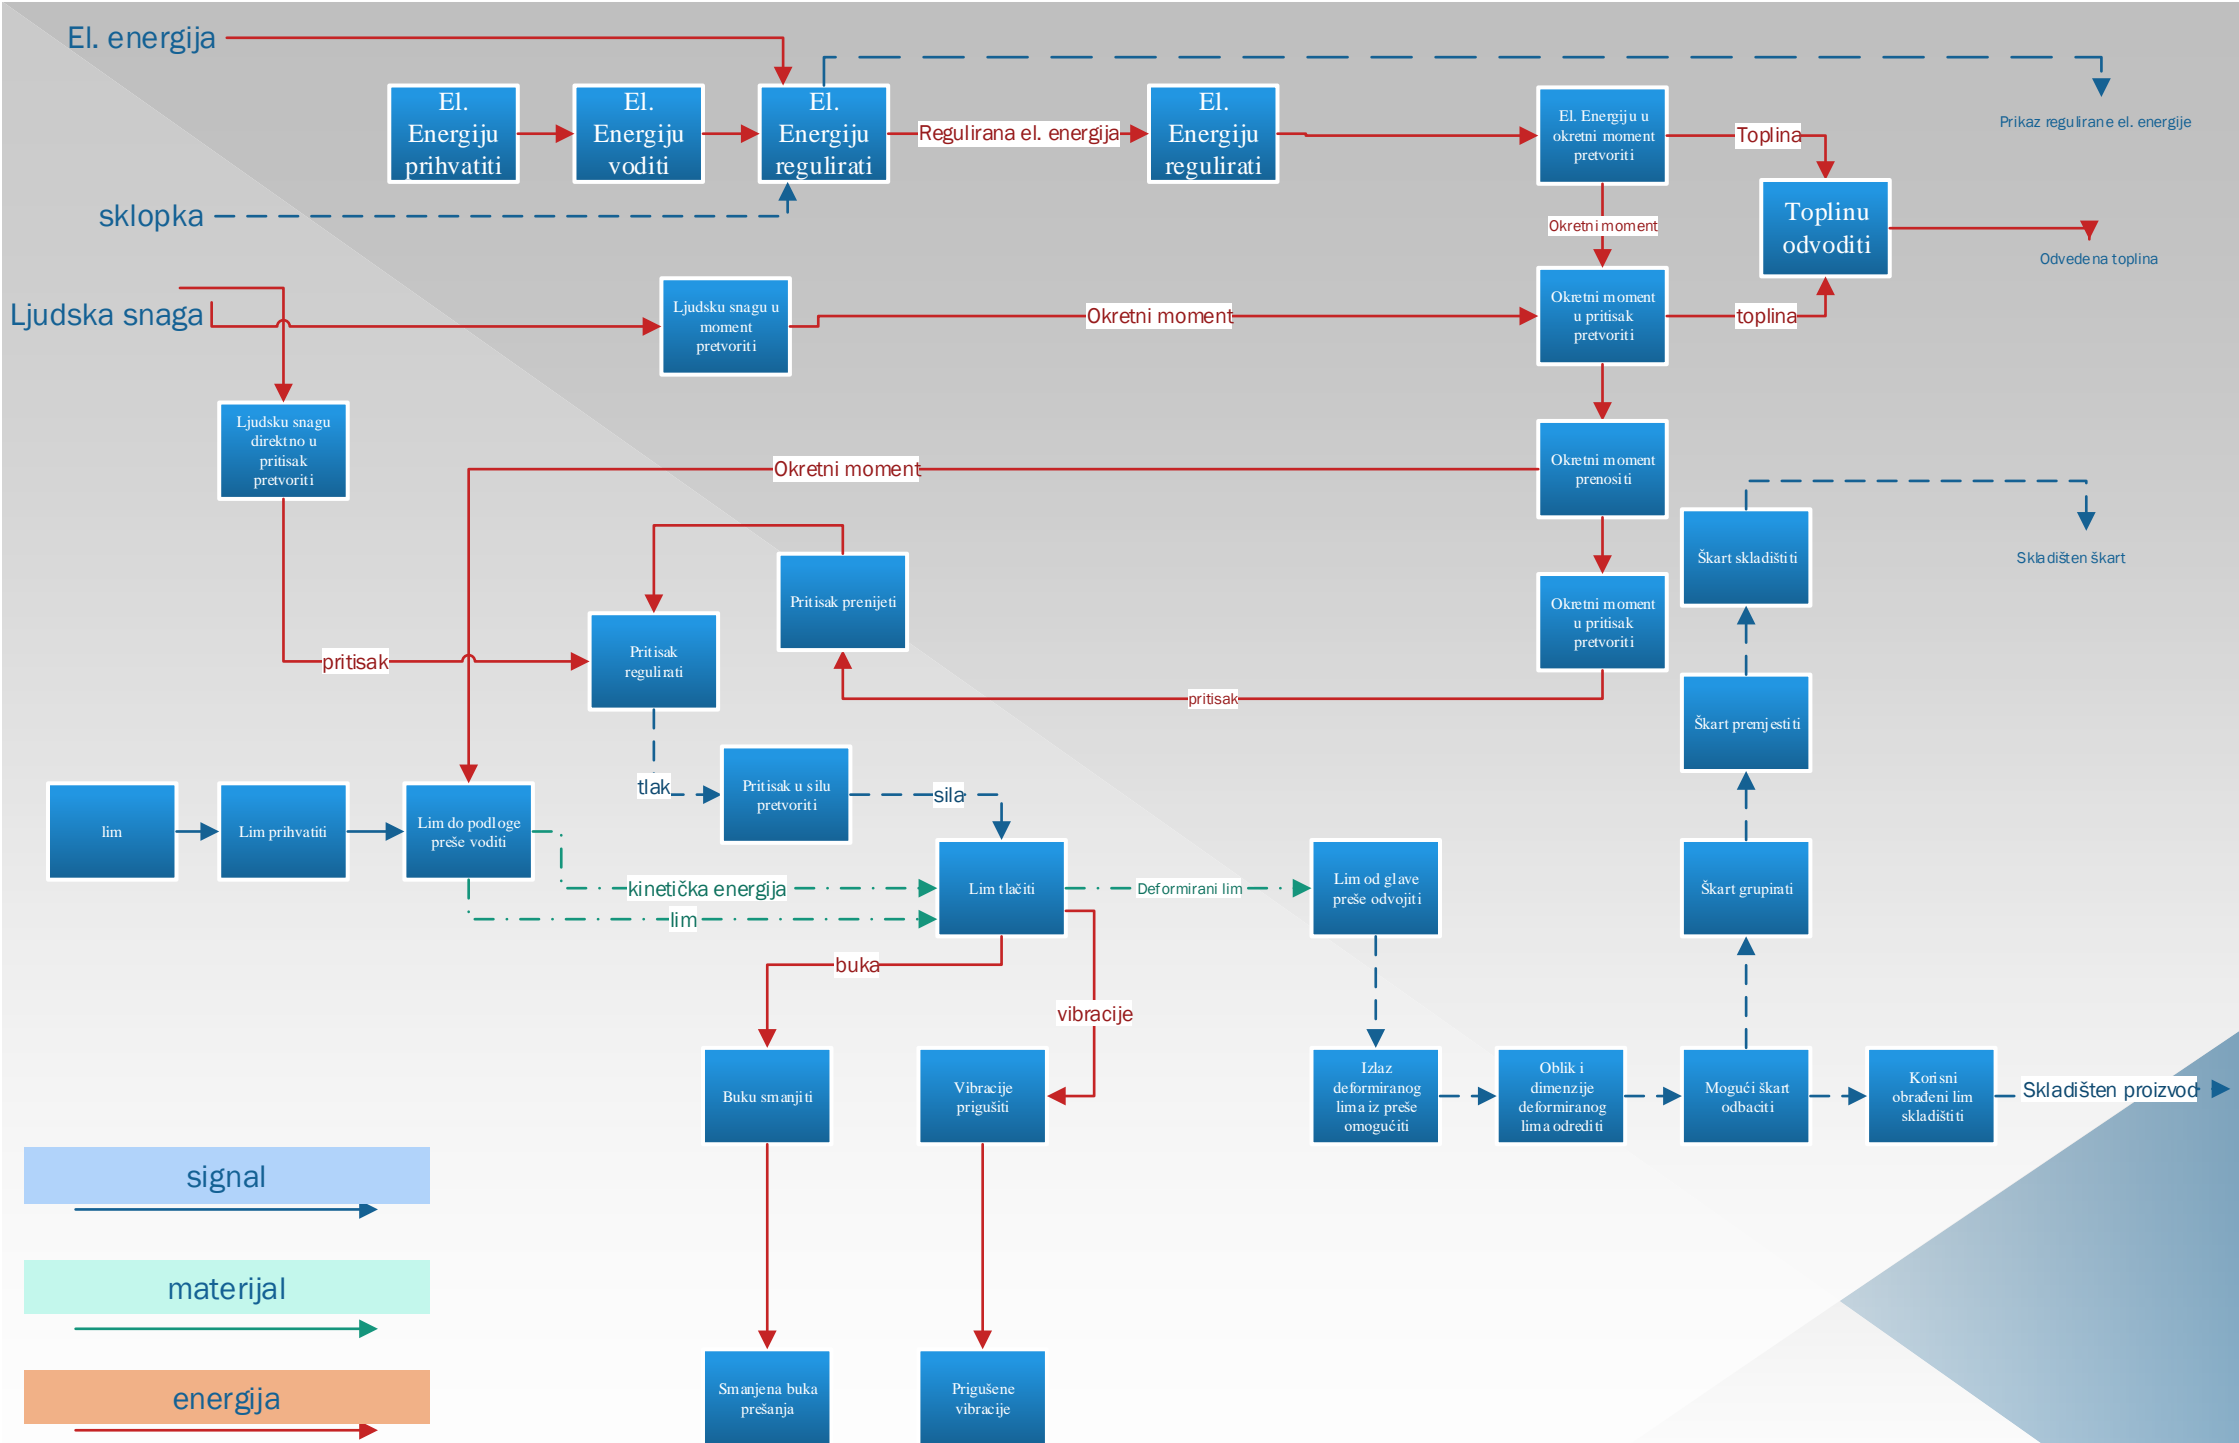 El. energija
El.
Energiju
prihvatiti
El.
Energiju
voditi
El.
Energiju
regulirati
Regulirana el. energija
El.
Energiju
regulirati
El. Energiju u
okretni moment
pretvoriti
Toplina
Prikaz regulirane el. energije
sklopka
Okretni moment
Toplinu
odvoditi
Odvedena toplina
Ljudska snaga
Ljudsku snagu u
moment
pretvoriti
Okretni moment
Okretni moment
u pritisak
pretvoriti
toplina
Ljudsku snagu
direktno u
pritisak
pretvoriti
Okretni moment
Okretni moment
prenositi
Škart skladištiti
Skladišten škart
Pritisak prenijeti
Okretni moment
u pritisak
pretvoriti
pritisak
Pritisak
regulirati
pritisak
Škart premjestiti
tlak
Pritisak u silu
pretvoriti
sila
lim
Lim prihvatiti
Lim do podloge
preše voditi
kinetička energija
lim
Lim tlačiti
Deformirani lim
Lim od glave
preše odvojiti
Škart grupirati
buka
vibracije
Buku smanjiti
Vibracije
prigušiti
Izlaz
deformiranog
lima iz preše
omogućiti
Oblik i
dimenzije
deformiranog
lima odrediti
Mogući škart
odbaciti
Korisni
obrađeni lim
skladištiti
Skladišten proizvod
signal
materijal
energija
Smanjena buka
prešanja
Prigušene
vibracije